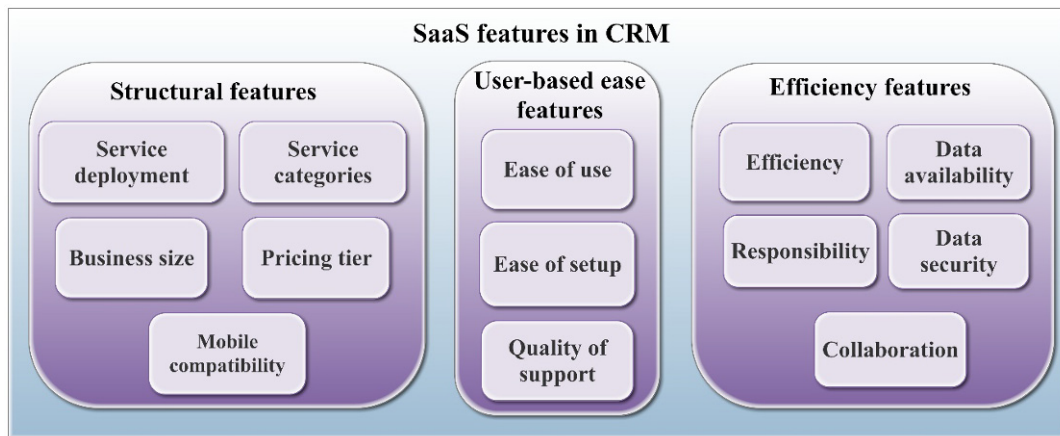 SaaS features in CRM
Structural features
Service
deployment
Service
categories
Business size
Pricing tier
Mobile
compatibility
User-based ease
features
Ease of use
Ease of setup
Quality of
support
Efficiency features
Efficiency
Data
availability
Responsibility
Data
security
Collaboration